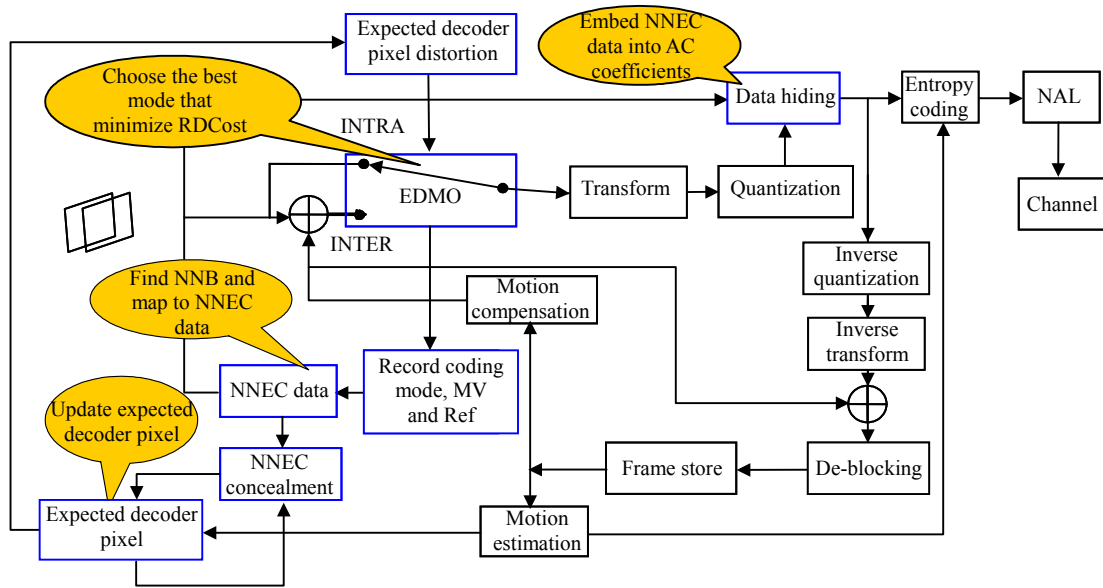 Expected decoder
pixel distortion
Embed NNEC
data into AC
coefficients
Choose the best
mode that
minimize RDCost
INTRA
Data hiding
Entropy
coding
NAL
EDMO
Transform
Quantization
Channel
INTER
Inverse
quantization
Find NNB and
map to NNEC
data
Motion
compensation
Inverse
transform
NNEC data
Record coding
mode, MV
and Ref
Update expected
decoder pixel
NNEC
concealment
Frame store
De-blocking
Expected decoder
pixel
Motion
estimation